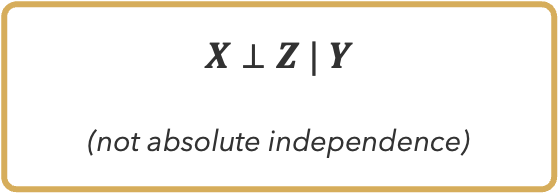 X ⊥ Z | Y
(not absolute independence)